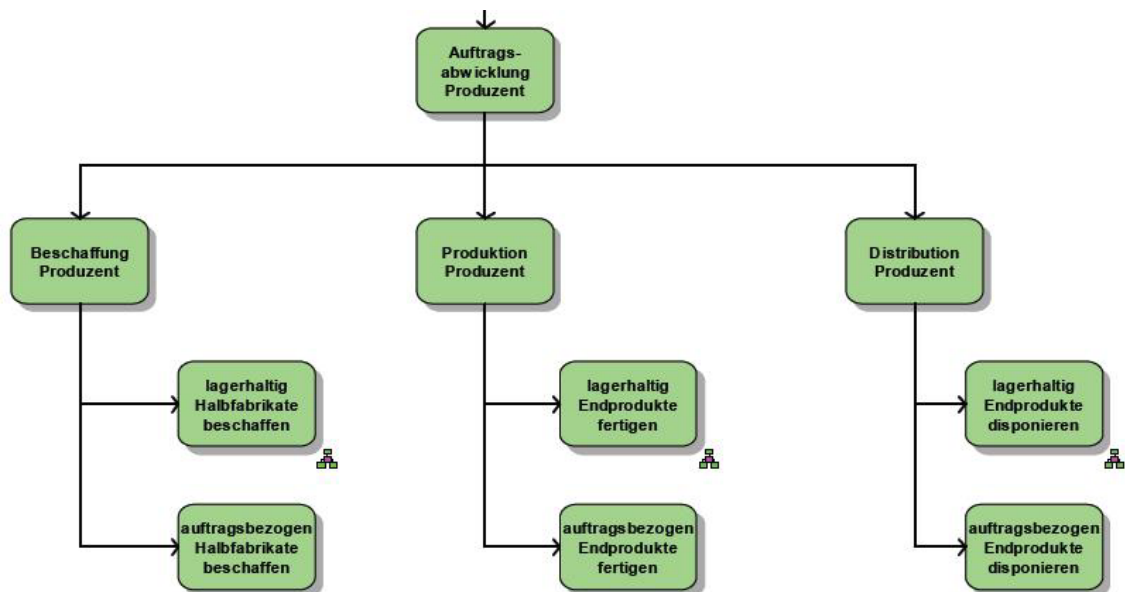 Auftrags-
abwicklung
Produzent
Beschaffung
Produzent
Produktion
Produzent
Distribution
Produzent
lagerhaltig
Halbfabrikate
beschaffen
lagerhaltig
Endprodukte
fertigen
lagerhaltig
Endprodukte
disponieren
auftragsbezogen
Halbfabrikate
beschaffen
auftragsbezogen
Endprodukte
fertigen
auftragsbezogen
Endprodukte
disponieren